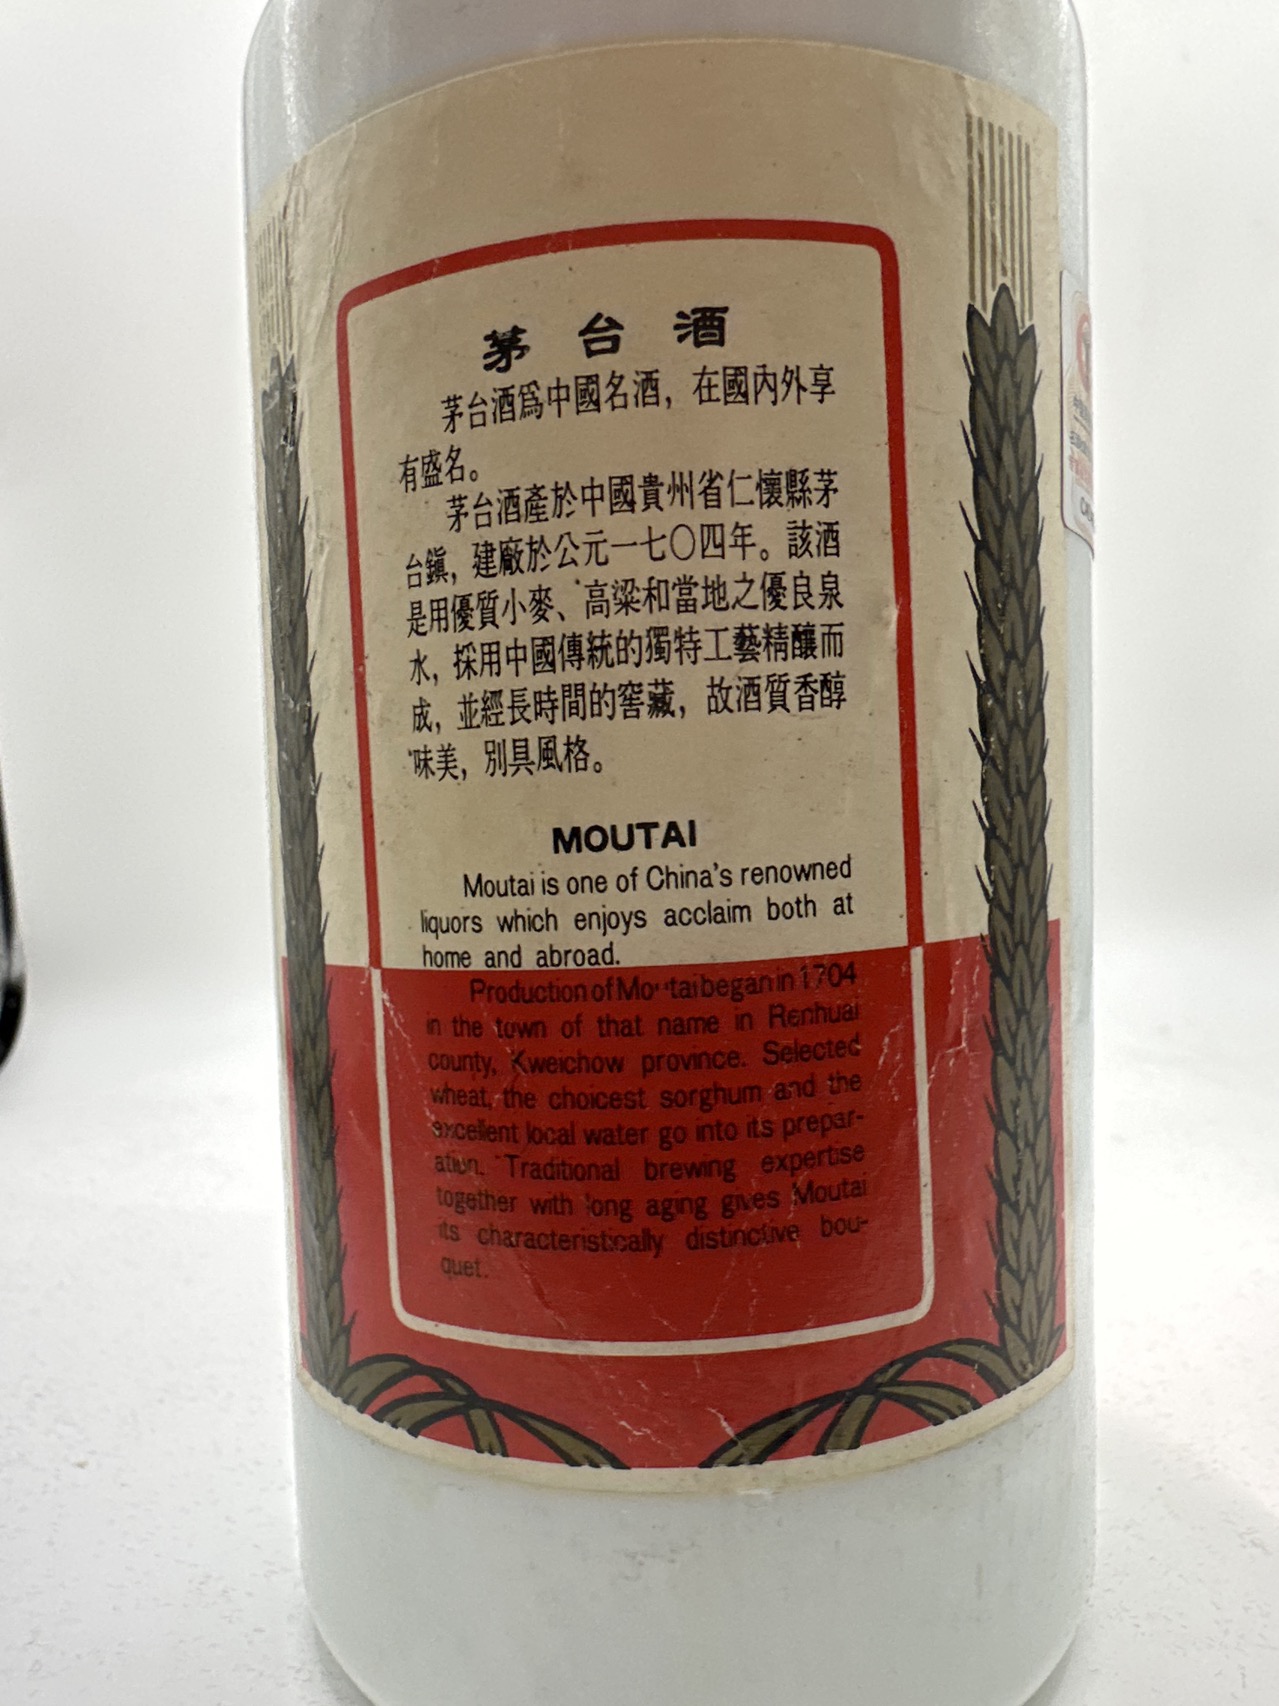 茅台酒
茅台酒爲中國名酒，在國內外享
有盛名。
茅台酒產於中國貴州省仁懷縣茅
台鎮，建廠於公元一七〇四年。該酒
是用優質小麥、高粱和當地之優良泉
水，採用中國傳統的獨特工藝精釀而
成，並經長時間的窖藏，故酒質香醇
味美，別具風格。
MOUTAI
Moutai is one of China's renowned
liquors which enjoys acclaim both at
home and abroad.
Production of Moutai began in 1704
in the town of that name in Renhuai
county, Kweichow province. Selected
wheat, the choicest sorghum and the
excellent local water go into its prepar-
ation. Traditional brewing expertise
together with long aging gives Moutai
its characteristically distinctive bou-
quet.